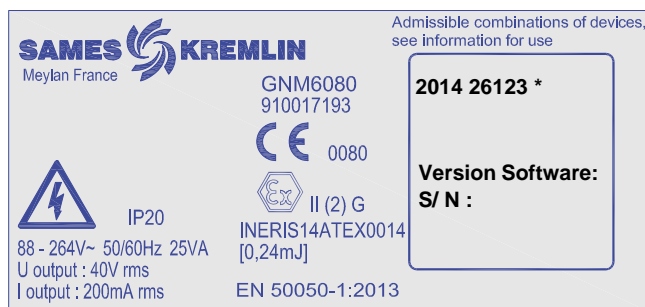 SAMES KREMLIN
Meylan France
Admissible combinations of devices,
see information for use
GNM6080
910017193
CE 0080
Ex II (2) G
INERIS14ATEX0014
[0,24mJ]
EN 50050-1:2013
IP20
88 - 264V~ 50/60Hz 25VA
U output : 40V rms
I output : 200mA rms
2014 26123 *
Version Software:
S/ N :